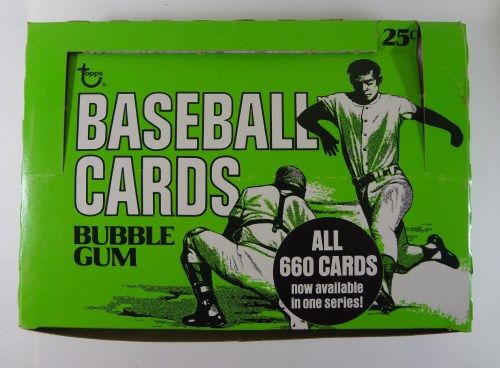 25¢
topps®
BASEBALL
CARDS
BUBBLE
GUM
ALL
660 CARDS
now available
in one series!